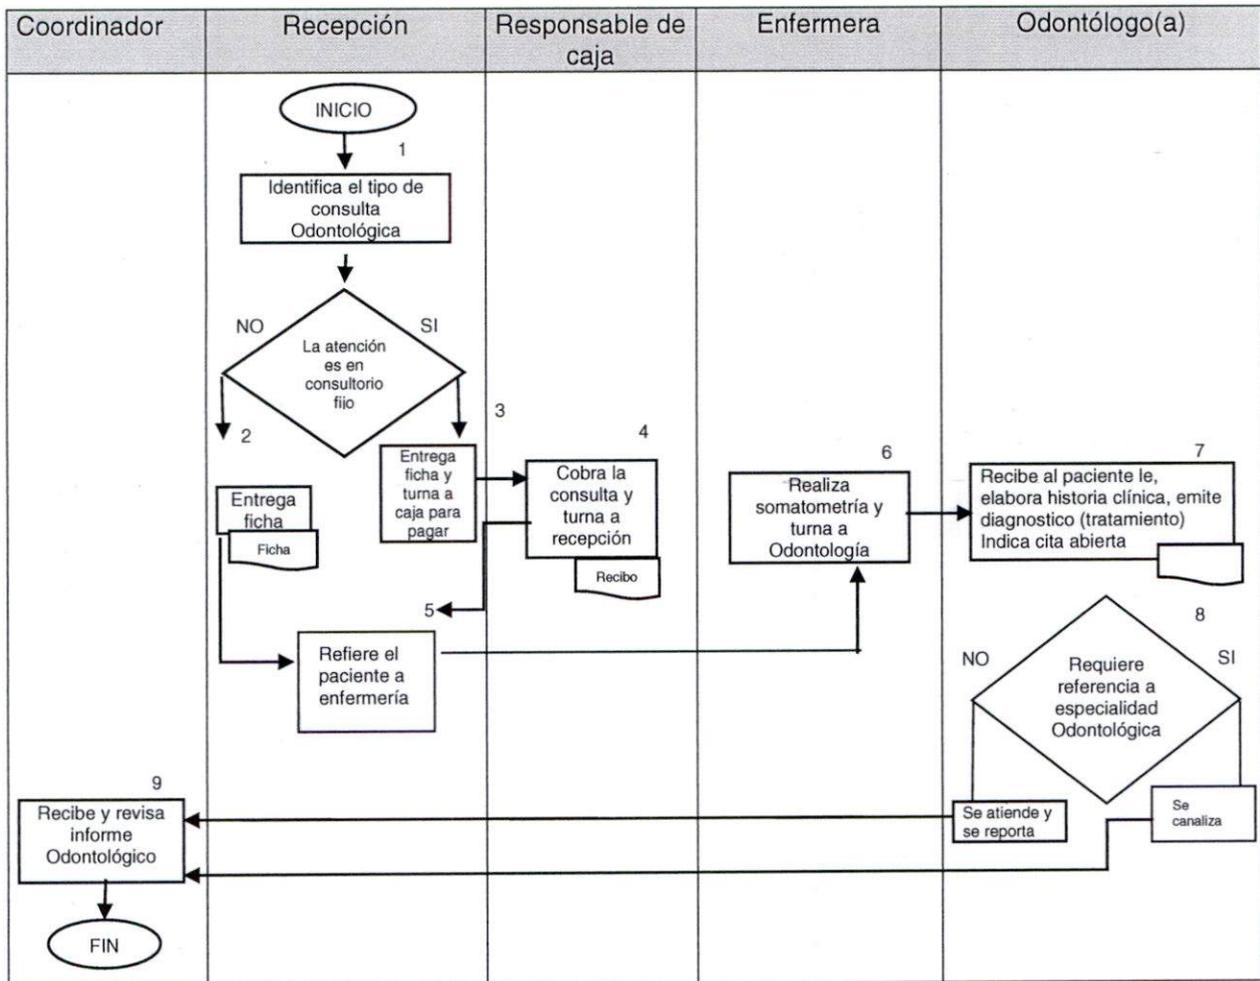 Coordinador
Recepción
Responsable de
caja
Enfermera
Odontólogo(a)
INICIO
1
Identifica el tipo de
consulta
Odontológica
NO
SI
La atención
es en
consultorio
fijo
2
3
Entrega
ficha
Ficha
Entrega
ficha y
turna a
caja para
pagar
4
Cobra la
consulta y
turna a
recepción
Recibo
5
Refiere el
paciente a
enfermería
6
Realiza
somatometría y
turna a
Odontología
7
Recibe al paciente le,
elabora historia clínica, emite
diagnostico (tratamiento)
Indica cita abierta
8
NO
SI
Requiere
referencia a
especialidad
Odontológica
Se atiende y
se reporta
Se
canaliza
9
Recibe y revisa
informe
Odontológico
FIN